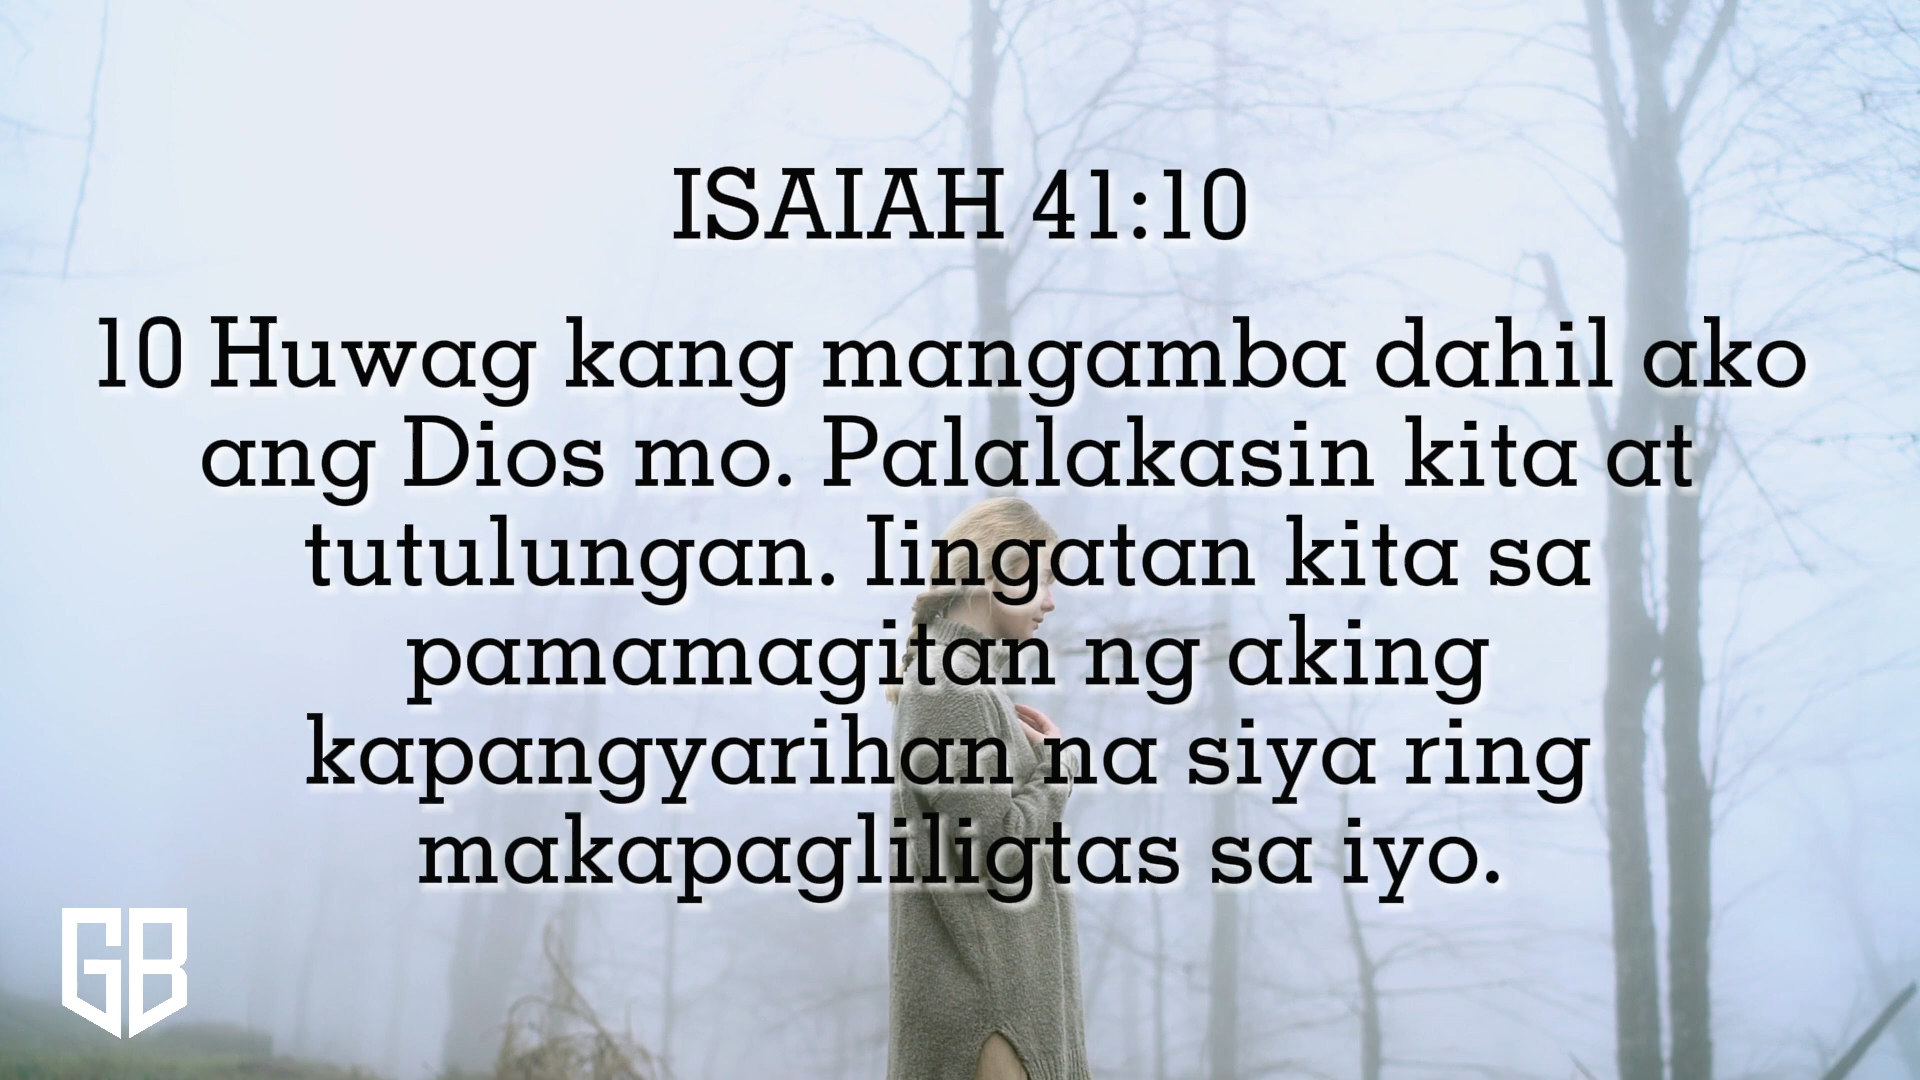 ISAIAH 41:10
10 Huwag kang mangamba dahil ako
ang Dios mo. Palalakasin kita at
tutulungan. Iingatan kita sa
pamamagitan ng aking
kapangyarihan na siya ring
makapagliligtas sa iyo.
GB